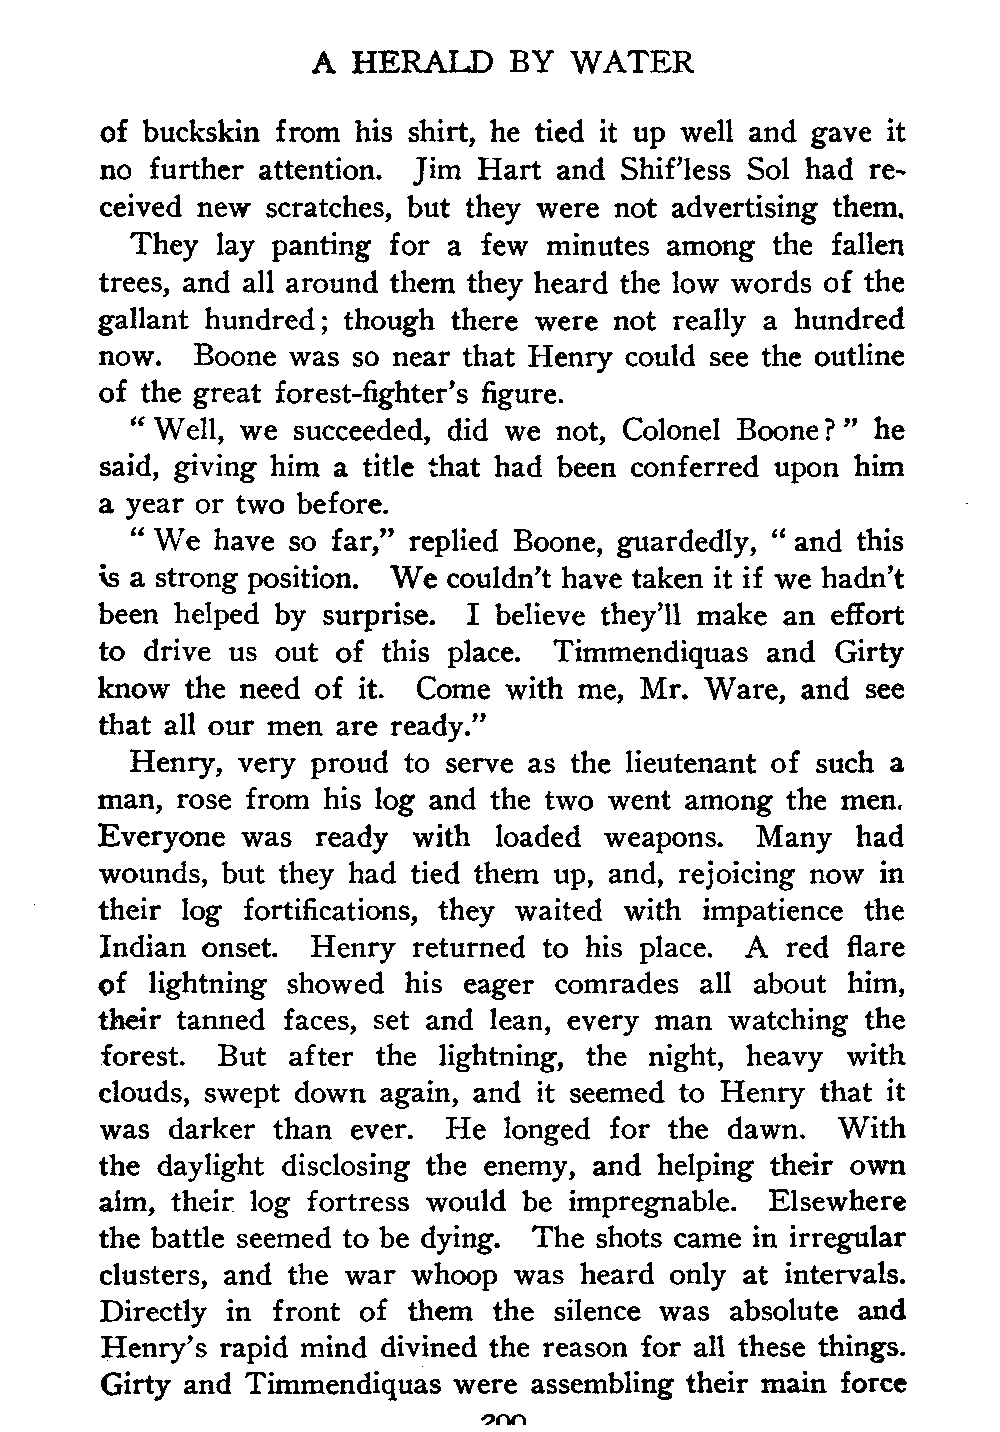 A HERALD BY WATER
of buckskin from his shirt, he tied it up well and gave it
no further attention. Jim Hart and Shif'less Sol had re-
ceived new scratches, but they were not advertising them.
They lay panting for a few minutes among the fallen
trees, and all around them they heard the low words of the
gallant hundred; though there were not really a hundred
now. Boone was so near that Henry could see the outline
of the great forest-fighter's figure.
"Well, we succeeded, did we not, Colonel Boone?" he
said, giving him a title that had been conferred upon him
a year or two before.
"We have so far," replied Boone, guardedly, "and this
is a strong position. We couldn't have taken it if we hadn't
been helped by surprise. I believe they'll make an effort
to drive us out of this place. Timmendiquas and Girty
know the need of it. Come with me, Mr. Ware, and see
that all our men are ready."
Henry, very proud to serve as the lieutenant of such a
man, rose from his log and the two went among the men.
Everyone was ready with loaded weapons. Many had
wounds, but they had tied them up, and, rejoicing now in
their log fortifications, they waited with impatience the
Indian onset. Henry returned to his place. A red flare
of lightning showed his eager comrades all about him,
their tanned faces, set and lean, every man watching the
forest. But after the lightning, the night, heavy with
clouds, swept down again, and it seemed to Henry that it
was darker than ever. He longed for the dawn. With
the daylight disclosing the enemy, and helping their own
aim, their log fortress would be impregnable. Elsewhere
the battle seemed to be dying. The shots came in irregular
clusters, and the war whoop was heard only at intervals.
Directly in front of them the silence was absolute and
Henry's rapid mind divined the reason for all these things.
Girty and Timmendiquas were assembling their main force